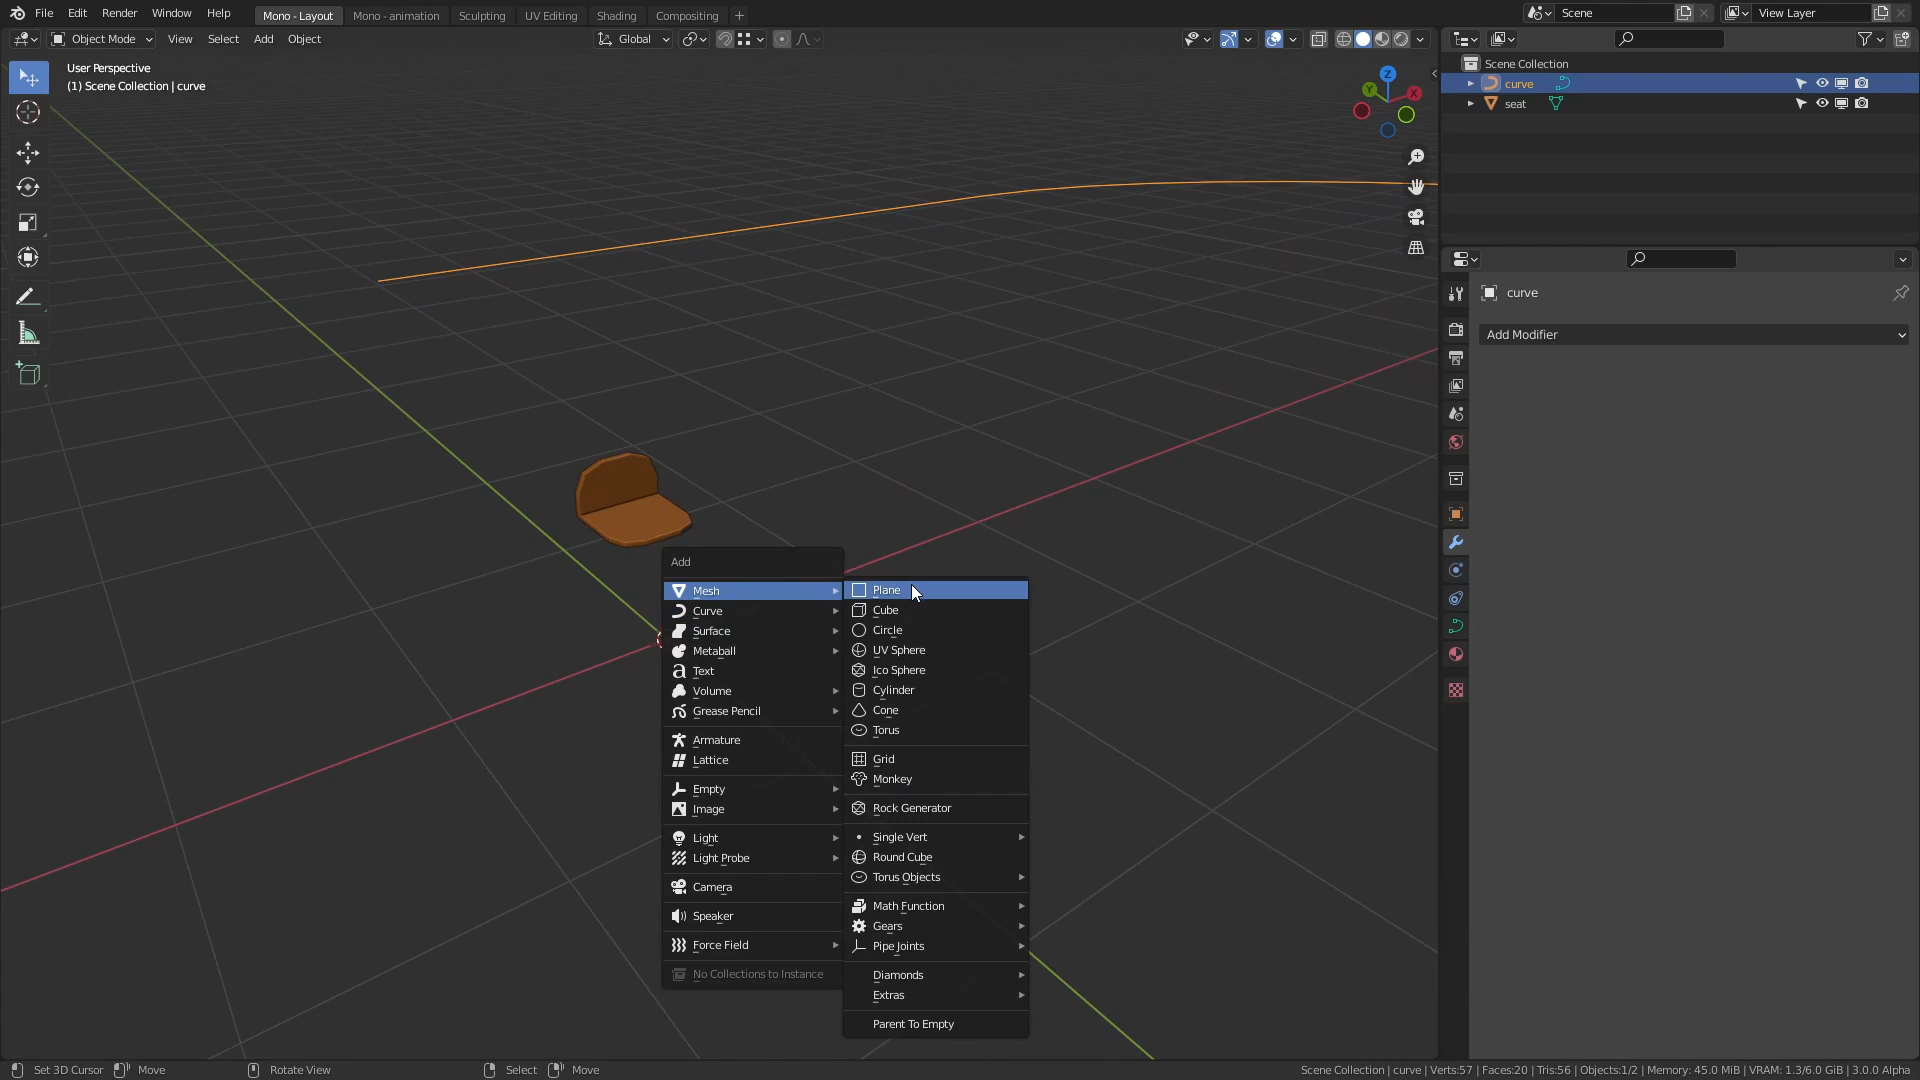 File Edit Render Window Help Mono - Layout Mono - animation Sculpting UV Editing Shading Compositing + Scene View Layer
Object Mode View Select Add Object Global
User Perspective
(1) Scene Collection | curve
Z
Y
X
Scene Collection
curve
seat
curve
Add Modifier
Add
Mesh
Curve
Surface
Metaball
Text
Volume
Grease Pencil
Armature
Lattice
Empty
Image
Light
Light Probe
Camera
Speaker
Force Field
No Collections to Instance
Plane
Cube
Circle
UV Sphere
Ico Sphere
Cylinder
Cone
Torus
Grid
Monkey
Rock Generator
Single Vert
Round Cube
Torus Objects
Math Function
Gears
Pipe Joints
Diamonds
Extras
Parent To Empty
Set 3D Cursor Move Rotate View Select Move Scene Collection | curve | Verts:57 | Faces:20 | Tris:56 | Objects:1/2 | Memory: 45.0 MiB | VRAM: 1.3/6.0 GiB | 3.0.0 Alpha